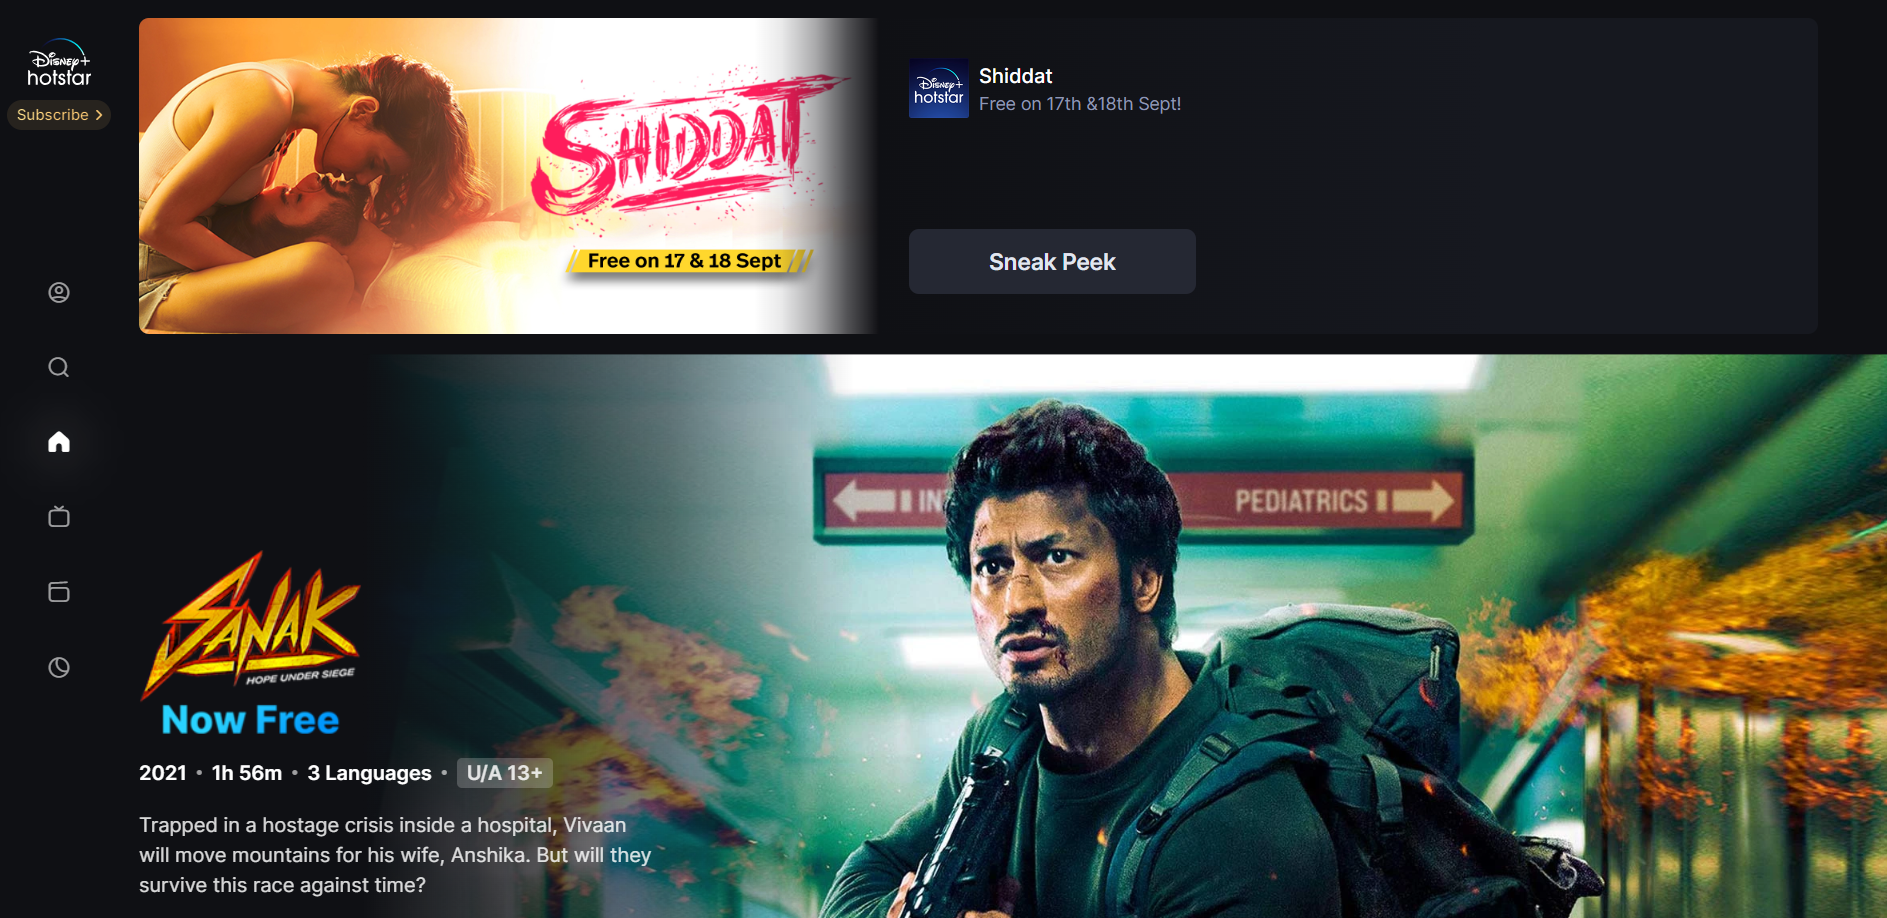 Disney+
hotstar
Subscribe >
SHIDDAT
Free on 17 & 18 Sept
Disney+
hotstar
Shiddat
Free on 17th &18th Sept!
Sneak Peek
IN
PEDIATRICS
SANAK
HOPE UNDER SIEGE
Now Free
2021 • 1h 56m • 3 Languages • U/A 13+
Trapped in a hostage crisis inside a hospital, Vivaan
will move mountains for his wife, Anshika. But will they
survive this race against time?